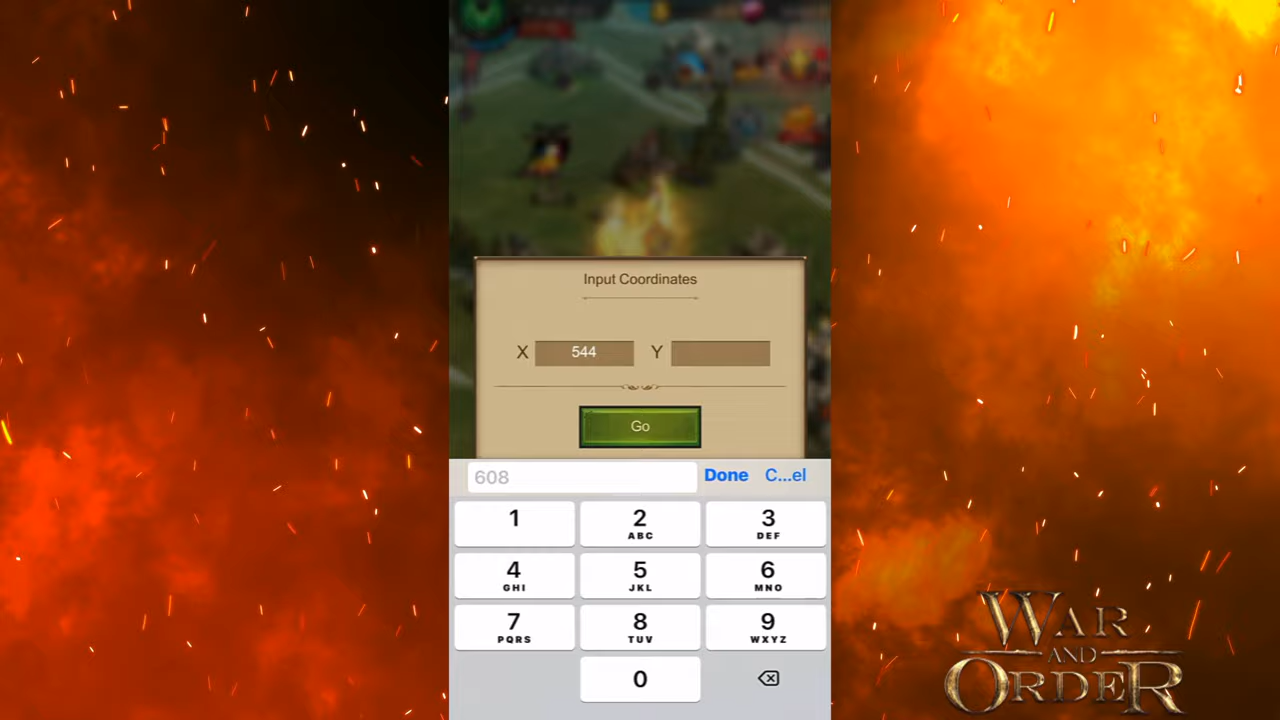 Input Coordinates
X 544 Y
Go
608 Done C...el
1 2 3
ABC DEF
4 5 6
GHI JKL MNO
7 8 9
PQRS TUV WXYZ
0
WAR
AND
ORDER